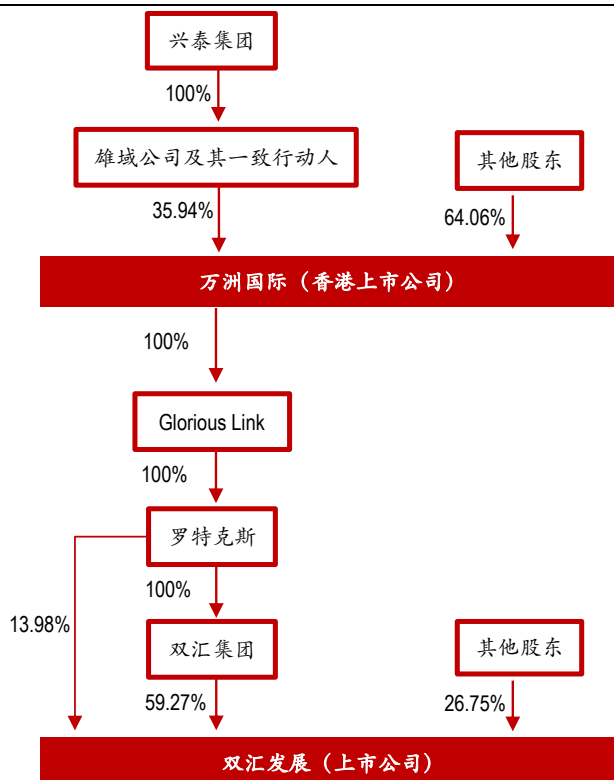 兴泰集团
100%
雄域公司及其一致行动人
其他股东
35.94%
64.06%
万洲国际（香港上市公司）
100%
Glorious Link
100%
罗特克斯
100%
13.98%
双汇集团
其他股东
59.27%
26.75%
双汇发展（上市公司）